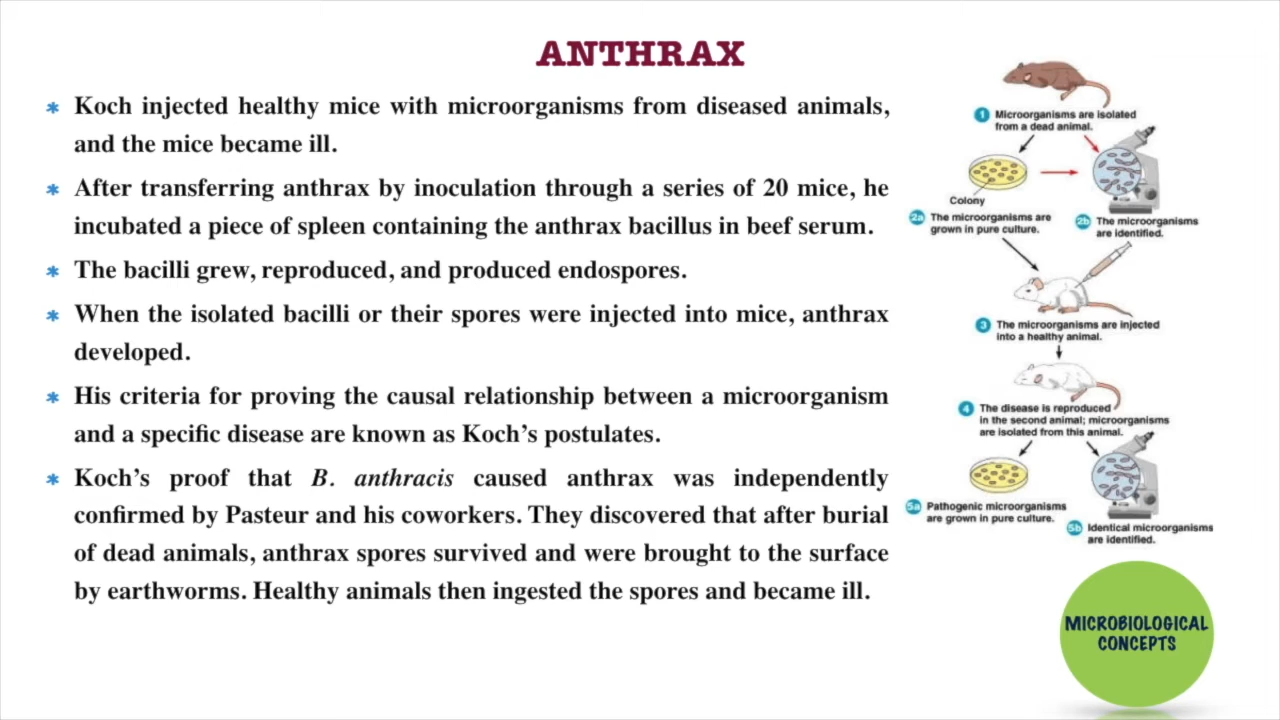 ANTHRAX
* Koch injected healthy mice with microorganisms from diseased animals,
and the mice became ill.
* After transferring anthrax by inoculation through a series of 20 mice, he
incubated a piece of spleen containing the anthrax bacillus in beef serum.
* The bacilli grew, reproduced, and produced endospores.
* When the isolated bacilli or their spores were injected into mice, anthrax
developed.
* His criteria for proving the causal relationship between a microorganism
and a specific disease are known as Koch's postulates.
* Koch's proof that B. anthracis caused anthrax was independently
confirmed by Pasteur and his coworkers. They discovered that after burial
of dead animals, anthrax spores survived and were brought to the surface
by earthworms. Healthy animals then ingested the spores and became ill.
1 Microorganisms are isolated
from a dead animal.
Colony
2a The microorganisms are
grown in pure culture.
2b The microorganisms
are identified.
3 The microorganisms are injected
into a healthy animal.
4 The disease is reproduced
in the second animal; microorganisms
are isolated from this animal.
5a Pathogenic microorganisms
are grown in pure culture.
5b Identical microorganisms
are identified.
MICROBIOLOGICAL
CONCEPTS